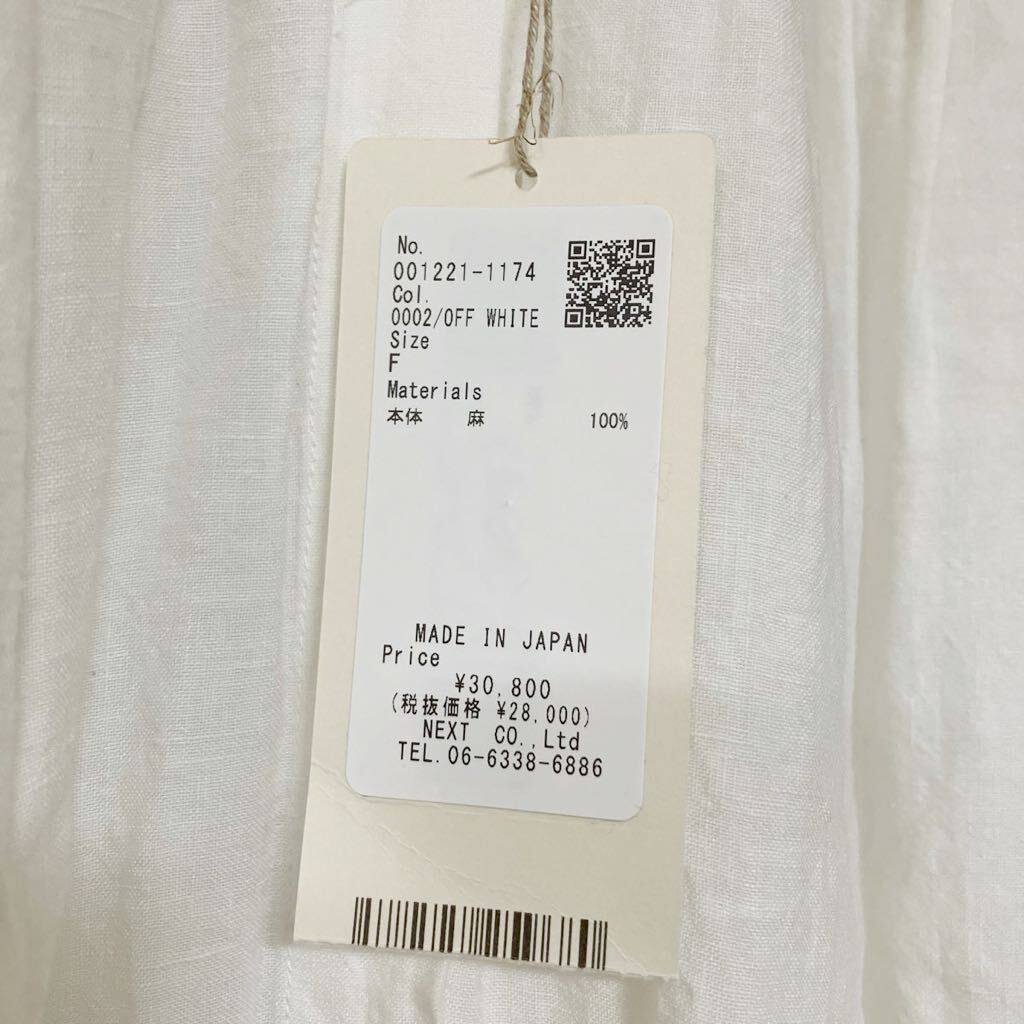 No.
001221-1174
Col.
0002/OFF WHITE
Size
F
Materials
本体 麻 100%
MADE IN JAPAN
Price
¥30,800
(税抜価格 ¥28,000)
NEXT CO.,Ltd
TEL.06-6338-6886